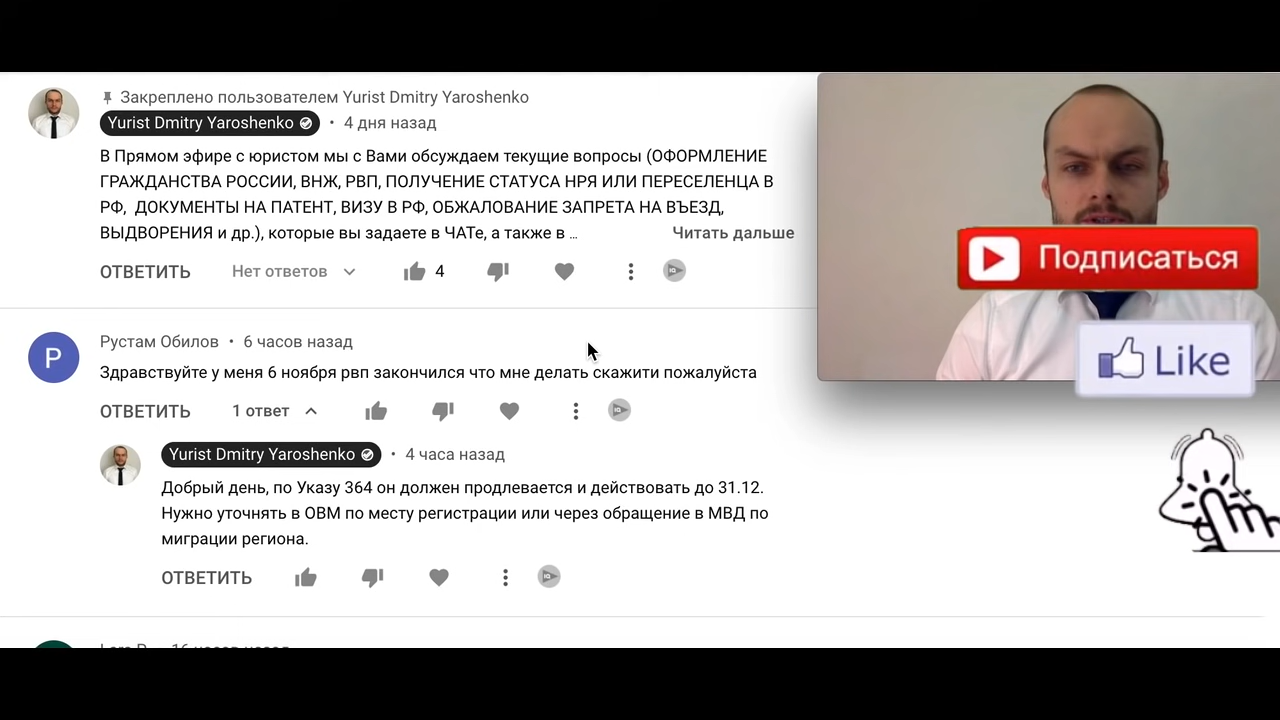 Закреплено пользователем Yurist Dmitry Yaroshenko
Yurist Dmitry Yaroshenko • 4 дня назад
В Прямом эфире с юристом мы с Вами обсуждаем текущие вопросы (ОФОРМЛЕНИЕ
ГРАЖДАНСТВА РОССИИ, ВНЖ, РВП, ПОЛУЧЕНИЕ СТАТУСА НРЯ ИЛИ ПЕРЕСЕЛЕНЦА В
РФ, ДОКУМЕНТЫ НА ПАТЕНТ, ВИЗУ В РФ, ОБЖАЛОВАНИЕ ЗАПРЕТА НА ВЪЕЗД,
ВЫДВОРЕНИЯ и др.), которые вы задаете в ЧАТе, а также в ... Читать дальше
ОТВЕТИТЬ Нет ответов 4
Подписаться
Like
Р
Рустам Обилов • 6 часов назад
Здравствуйте у меня 6 ноября рвп закончился что мне делать скажити пожалуйста
ОТВЕТИТЬ 1 ответ
Yurist Dmitry Yaroshenko • 4 часа назад
Добрый день, по Указу 364 он должен продлевается и действовать до 31.12.
Нужно уточнять в ОВМ по месту регистрации или через обращение в МВД по
миграции региона.
ОТВЕТИТЬ